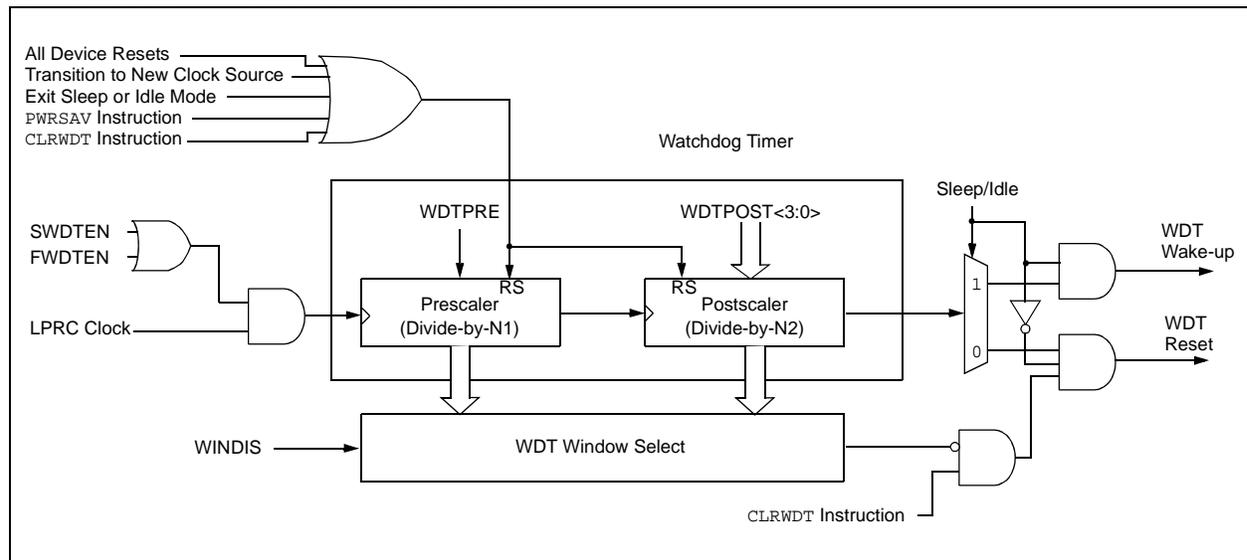 All Device Resets
Transition to New Clock Source
Exit Sleep or Idle Mode
PWRSAV Instruction
CLRWDT Instruction
Watchdog Timer
Sleep/Idle
WDTPRE
WDTPOST<3:0>
SWDTEN
FWDTEN
WDT
Wake-up
RS
RS
1
Prescaler
(Divide-by-N1)
Postscaler
(Divide-by-N2)
LPRC Clock
WDT
Reset
0
WINDIS
WDT Window Select
CLRWDT Instruction